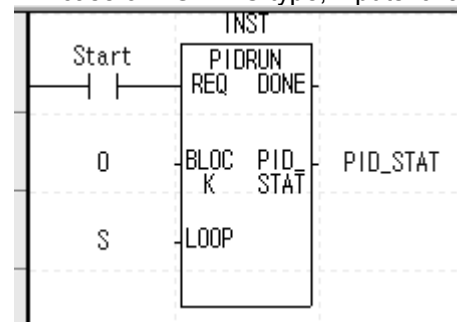 INST
Start
PIDRUN
REQ DONE
0
BLOC
K
PID_
STAT
PID_STAT
S
LOOP